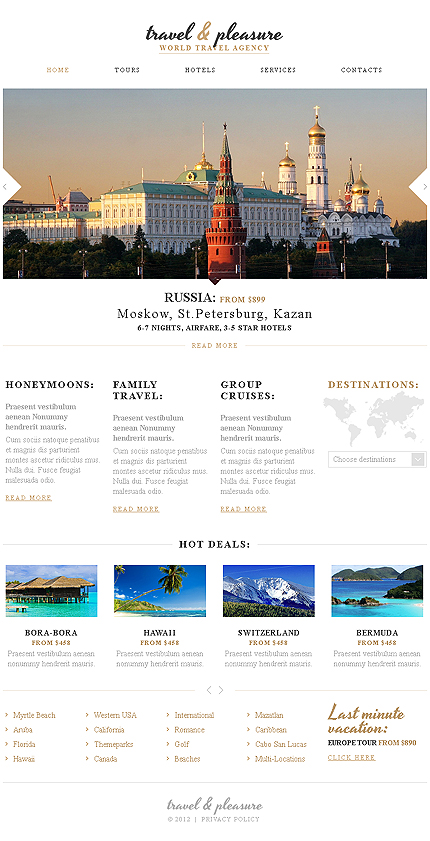 travel & pleasure
WORLD TRAVEL AGENCY
HOME TOURS HOTELS SERVICES CONTACTS
RUSSIA: FROM $899
Moskow, St.Petersburg, Kazan
6-7 NIGHTS, AIRFARE, 3-5 STAR HOTELS
READ MORE
HONEYMOONS:
Praesent vestibulum
aenean Nonummy
hendrerit mauris.
Cum sociis natoque penatibus
et magnis dis parturient
montes ascetur ridiculus mus.
Nulla dui. Fusce feugiat
malesuada odio.
READ MORE
FAMILY
TRAVEL:
Praesent vestibulum
aenean Nonummy
hendrerit mauris.
Cum sociis natoque penatibus
et magnis dis parturient
montes ascetur ridiculus mus.
Nulla dui. Fusce feugiat
malesuada odio.
READ MORE
GROUP
CRUISES:
Praesent vestibulum
aenean Nonummy
hendrerit mauris.
Cum sociis natoque penatibus
et magnis dis parturient
montes ascetur ridiculus mus.
Nulla dui. Fusce feugiat
malesuada odio.
READ MORE
DESTINATIONS:
Choose destinations
HOT DEALS:
BORA-BORA
FROM $458
Praesent vestibulum aenean
nonummy hendrerit mauris.
HAWAII
FROM $458
Praesent vestibulum aenean
nonummy hendrerit mauris.
SWITZERLAND
FROM $458
Praesent vestibulum aenean
nonummy hendrerit mauris.
BERMUDA
FROM $458
Praesent vestibulum aenean
nonummy hendrerit mauris.
Myrtle Beach
Aruba
Florida
Hawaii
Western USA
California
Themeparks
Canada
International
Romance
Golf
Beaches
Mazatlan
Caribbean
Cabo San Lucas
Multi-Locations
Last minute
vacation:
EUROPE TOUR FROM $890
CLICK HERE
travel & pleasure
© 2012 | PRIVACY POLICY